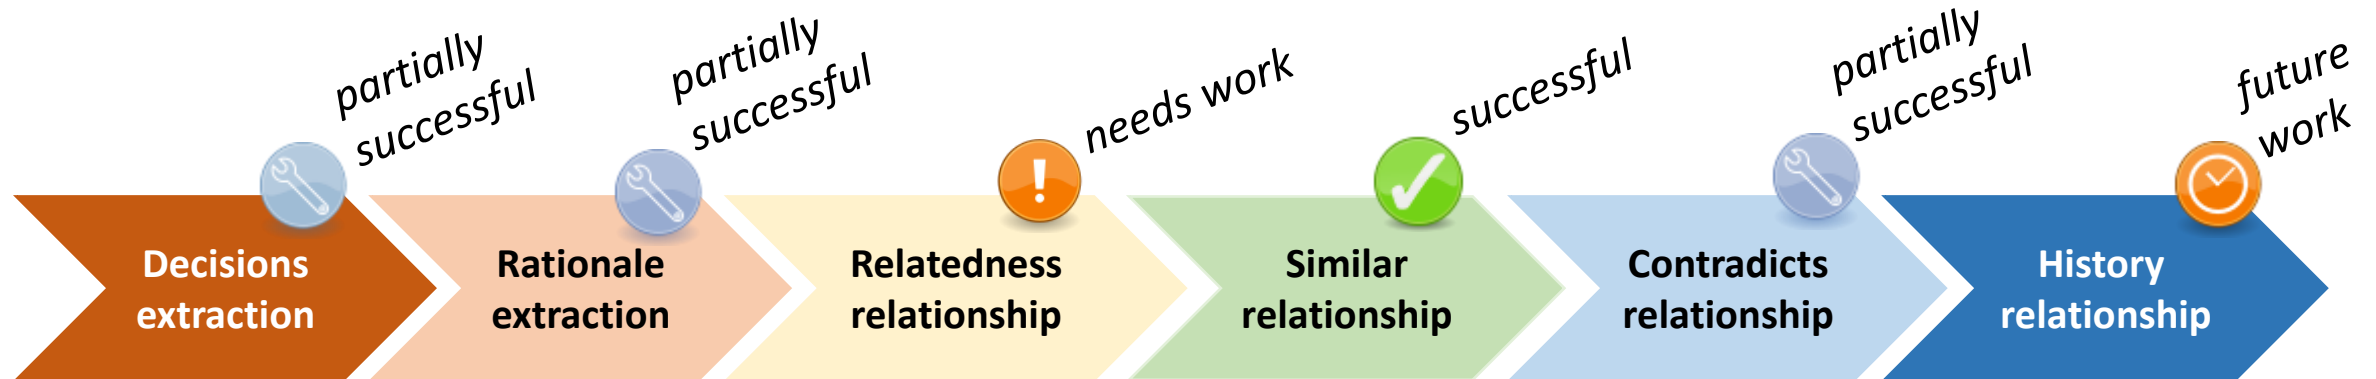 partially
successful
partially
successful
needs work
successful
partially
successful
future
work
Decisions
extraction
Rationale
extraction
Relatedness
relationship
Similar
relationship
Contradicts
relationship
History
relationship